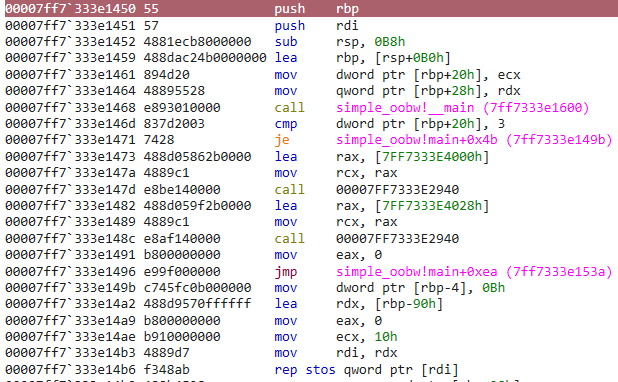 00007ff7`333e1450 55 push rbp
00007ff7`333e1451 57 push rdi
00007ff7`333e1452 4881ecb8000000 sub rsp, 0B8h
00007ff7`333e1459 488dac24b0000000 lea rbp, [rsp+0B0h]
00007ff7`333e1461 894d20 mov dword ptr [rbp+20h], ecx
00007ff7`333e1464 48895528 mov qword ptr [rbp+28h], rdx
00007ff7`333e1468 e893010000 call simple_oobw!__main (7ff7333e1600)
00007ff7`333e146d 837d2003 cmp dword ptr [rbp+20h], 3
00007ff7`333e1471 7428 je simple_oobw!main+0x4b (7ff7333e149b)
00007ff7`333e1473 488d05862b0000 lea rax, [7FF7333E4000h]
00007ff7`333e147a 4889c1 mov rcx, rax
00007ff7`333e147d e8be140000 call 00007FF7333E2940
00007ff7`333e1482 488d059f2b0000 lea rax, [7FF7333E4028h]
00007ff7`333e1489 4889c1 mov rcx, rax
00007ff7`333e148c e8af140000 call 00007FF7333E2940
00007ff7`333e1491 b800000000 mov eax, 0
00007ff7`333e1496 e99f000000 jmp simple_oobw!main+0xea (7ff7333e153a)
00007ff7`333e149b c745fc0b000000 mov dword ptr [rbp-4], 0Bh
00007ff7`333e14a2 488d9570ffffff lea rdx, [rbp-90h]
00007ff7`333e14a9 b800000000 mov eax, 0
00007ff7`333e14ae b910000000 mov ecx, 10h
00007ff7`333e14b3 4889d7 mov rdi, rdx
00007ff7`333e14b6 f348ab rep stos qword ptr [rdi]